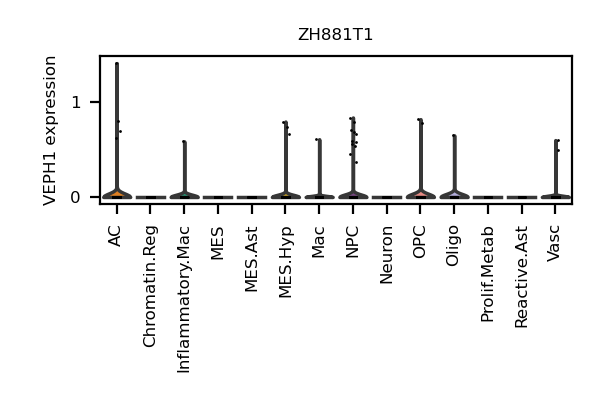 ZH881T1
VEPH1 expression
1
0
AC
Chromatin.Reg
Inflammatory.Mac
MES
MES.Ast
MES.Hyp
Mac
NPC
Neuron
OPC
Oligo
Prolif.Metab
Reactive.Ast
Vasc